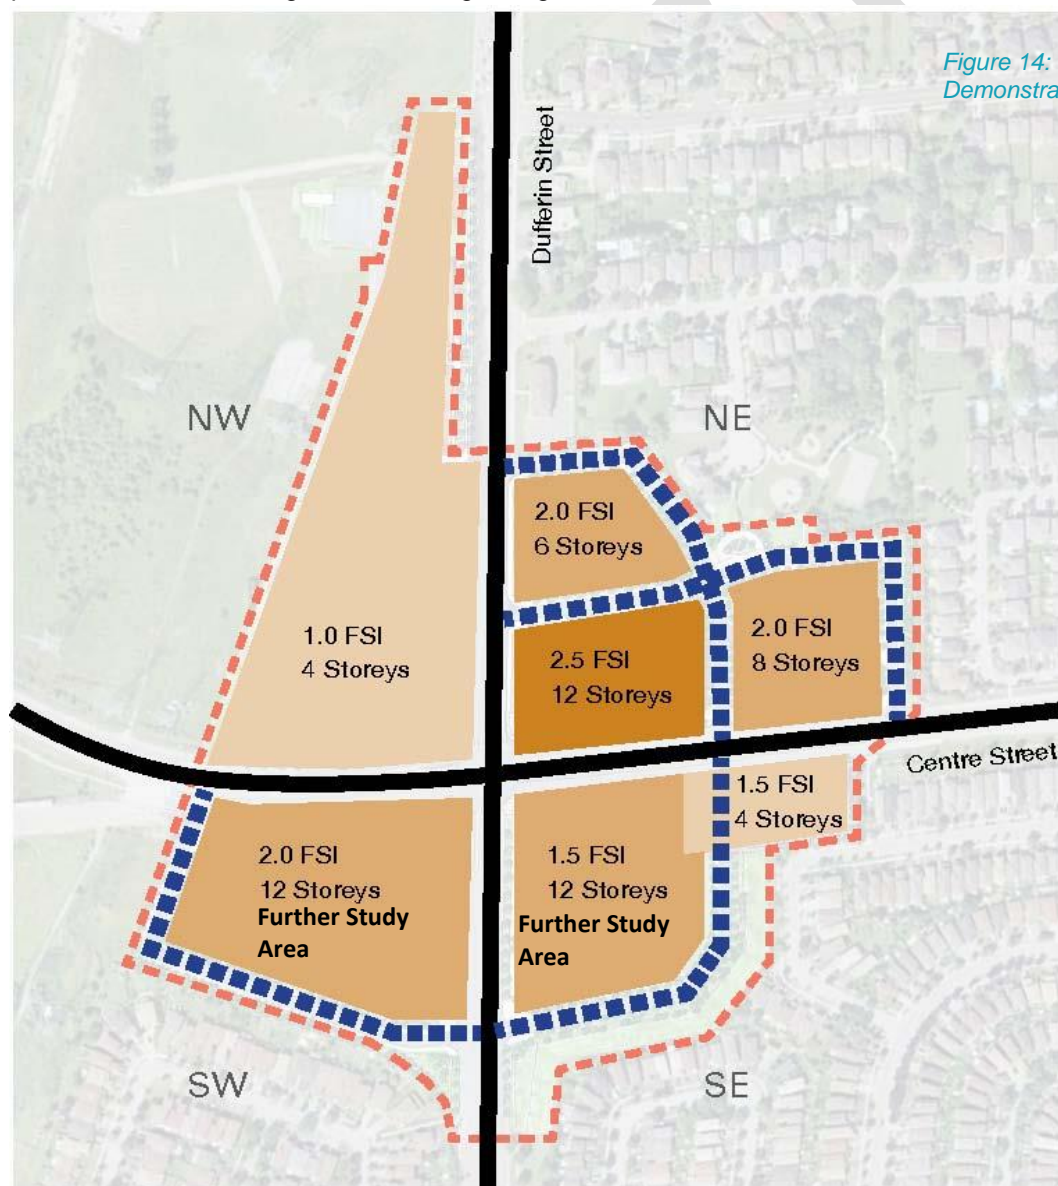 Figure 14:
Dufferin Street
NW
NE
2.0 FSI
6 Storeys
1.0 FSI
4 Storeys
2.5 FSI
12 Storeys
2.0 FSI
8 Storeys
Centre Street
1.5 FSI
4 Storeys
2.0 FSI
12 Storeys
Further Study
Area
1.5 FSI
12 Storeys
Further Study
Area
SW
SE